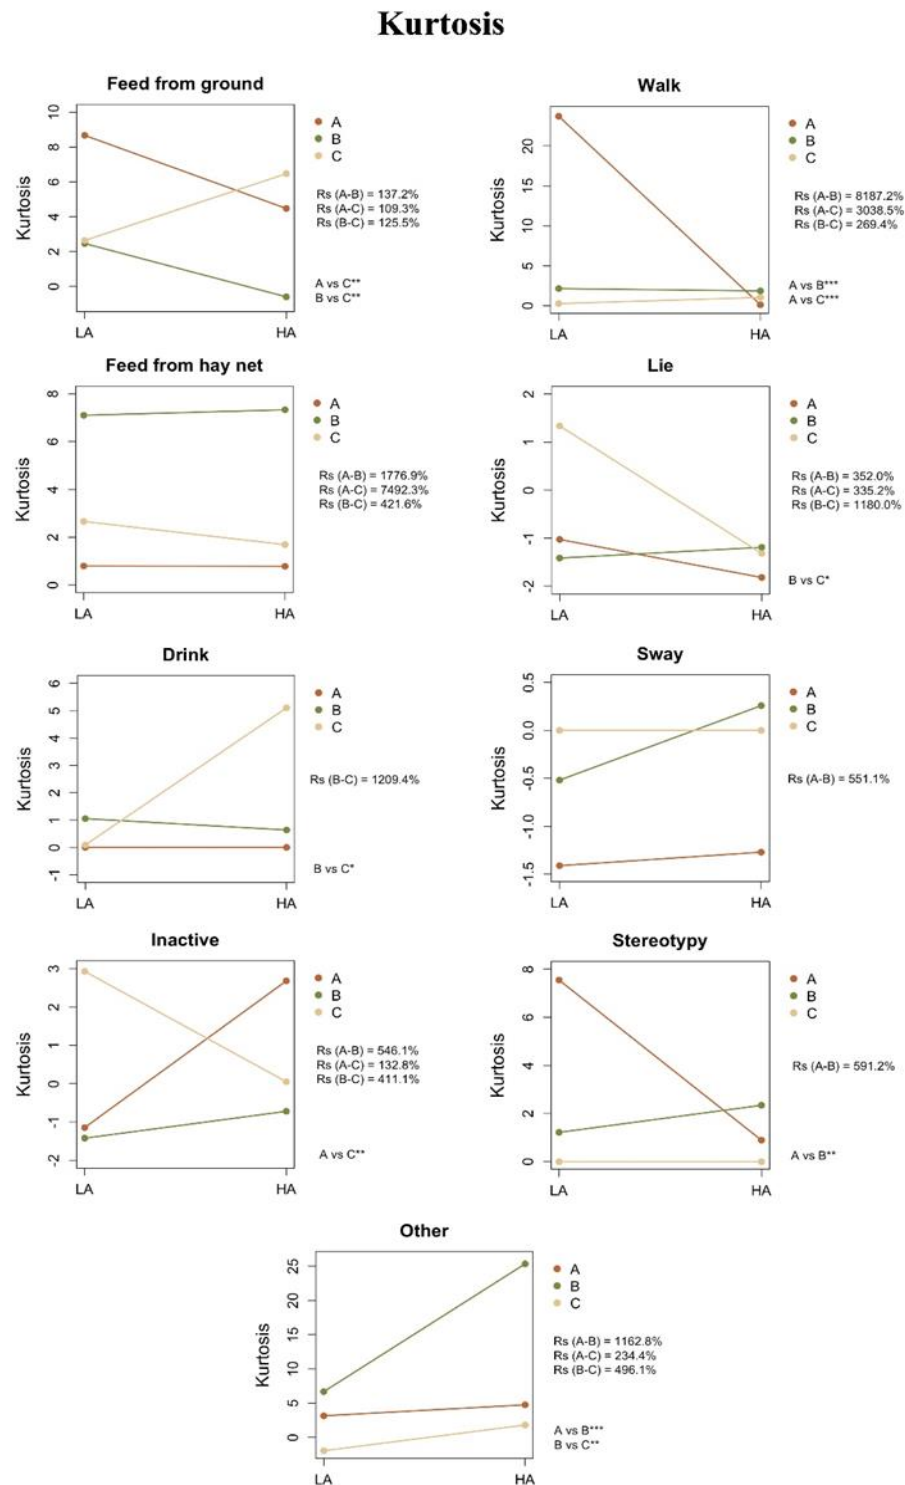 Kurtosis
Feed from ground
Kurtosis
10
8
6
4
2
0
LA
HA
A
B
C
Rs (A-B) = 137.2%
Rs (A-C) = 109.3%
Rs (B-C) = 125.5%
A vs C**
B vs C**
Walk
Kurtosis
20
15
10
5
0
LA
HA
A
B
C
Rs (A-B) = 8187.2%
Rs (A-C) = 3038.5%
Rs (B-C) = 269.4%
A vs B***
A vs C***
Feed from hay net
Kurtosis
8
6
4
2
0
LA
HA
A
B
C
Rs (A-B) = 1776.9%
Rs (A-C) = 7492.3%
Rs (B-C) = 421.6%
Lie
Kurtosis
2
1
0
-1
-2
LA
HA
A
B
C
Rs (A-B) = 352.0%
Rs (A-C) = 335.2%
Rs (B-C) = 1180.0%
B vs C*
Drink
Kurtosis
6
5
4
3
2
1
0
-1
LA
HA
A
B
C
Rs (B-C) = 1209.4%
B vs C*
Sway
Kurtosis
0.5
0.0
-0.5
-1.0
-1.5
LA
HA
A
B
C
Rs (A-B) = 551.1%
Inactive
Kurtosis
3
2
1
0
-1
-2
LA
HA
A
B
C
Rs (A-B) = 546.1%
Rs (A-C) = 132.8%
Rs (B-C) = 411.1%
A vs C**
Stereotypy
Kurtosis
8
6
4
2
0
LA
HA
A
B
C
Rs (A-B) = 591.2%
A vs B**
Other
Kurtosis
25
20
15
10
5
0
LA
HA
A
B
C
Rs (A-B) = 1162.8%
Rs (A-C) = 234.4%
Rs (B-C) = 496.1%
A vs B***
B vs C**